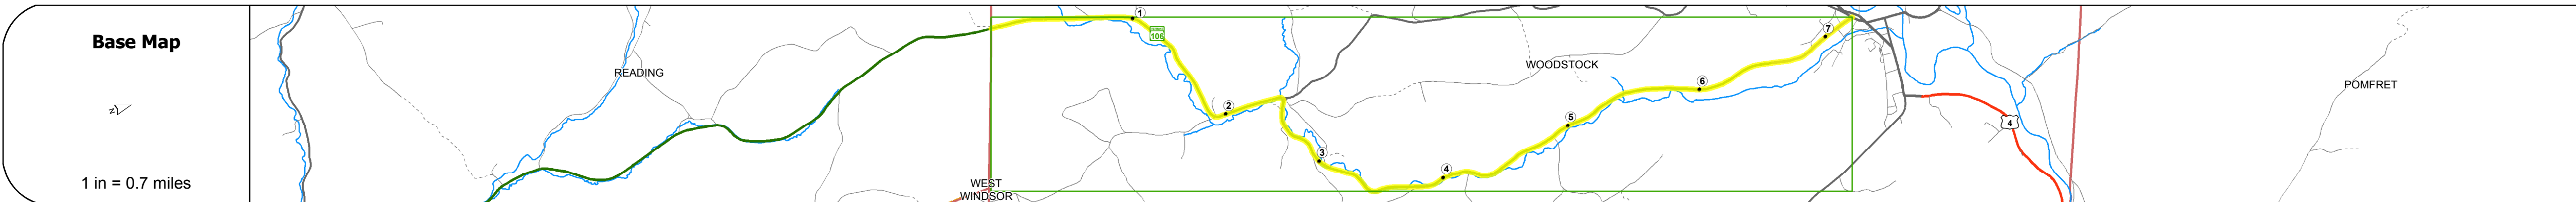 Base Map
N
1 in = 0.7 miles
READING
WEST
WINDSOR
1
106
2
3
4
5
6
7
WOODSTOCK
4
POMFRET